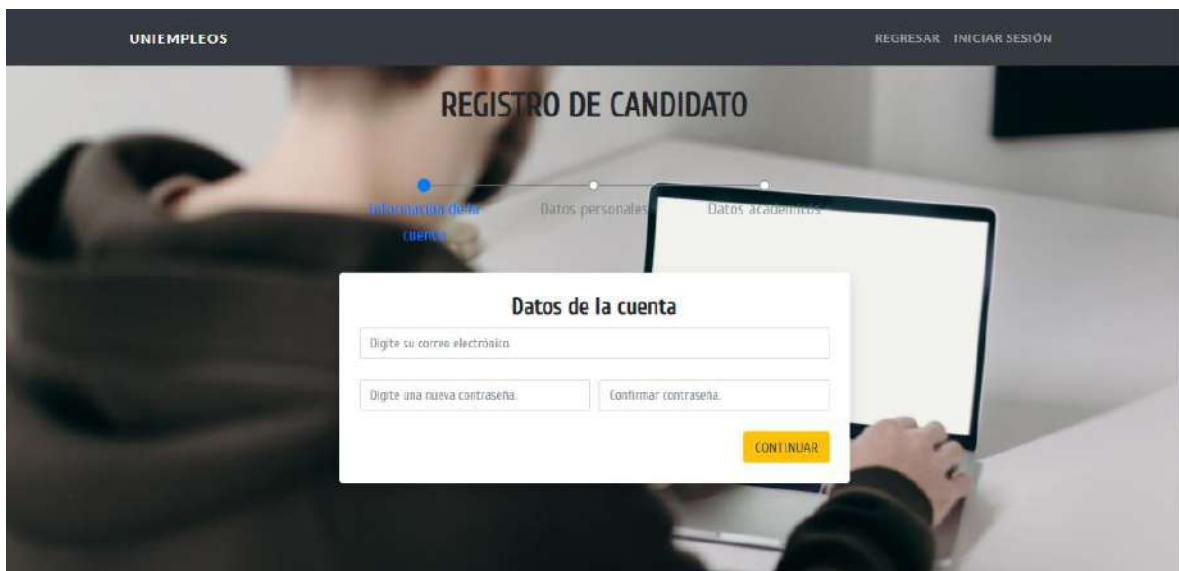 UNIEMPLEOS
REGRESAR INICIAR SESIÓN
REGISTRO DE CANDIDATO
Información de la
cuenta
Datos personales
Datos académicos
Datos de la cuenta
Digite su correo electrónico.
Digite una nueva contraseña.
Confirmar contraseña.
CONTINUAR